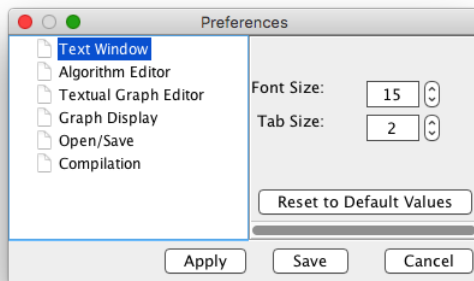 Preferences
Text Window
Algorithm Editor
Textual Graph Editor
Graph Display
Open/Save
Compilation
Font Size: 15
Tab Size: 2
Reset to Default Values
Apply Save Cancel